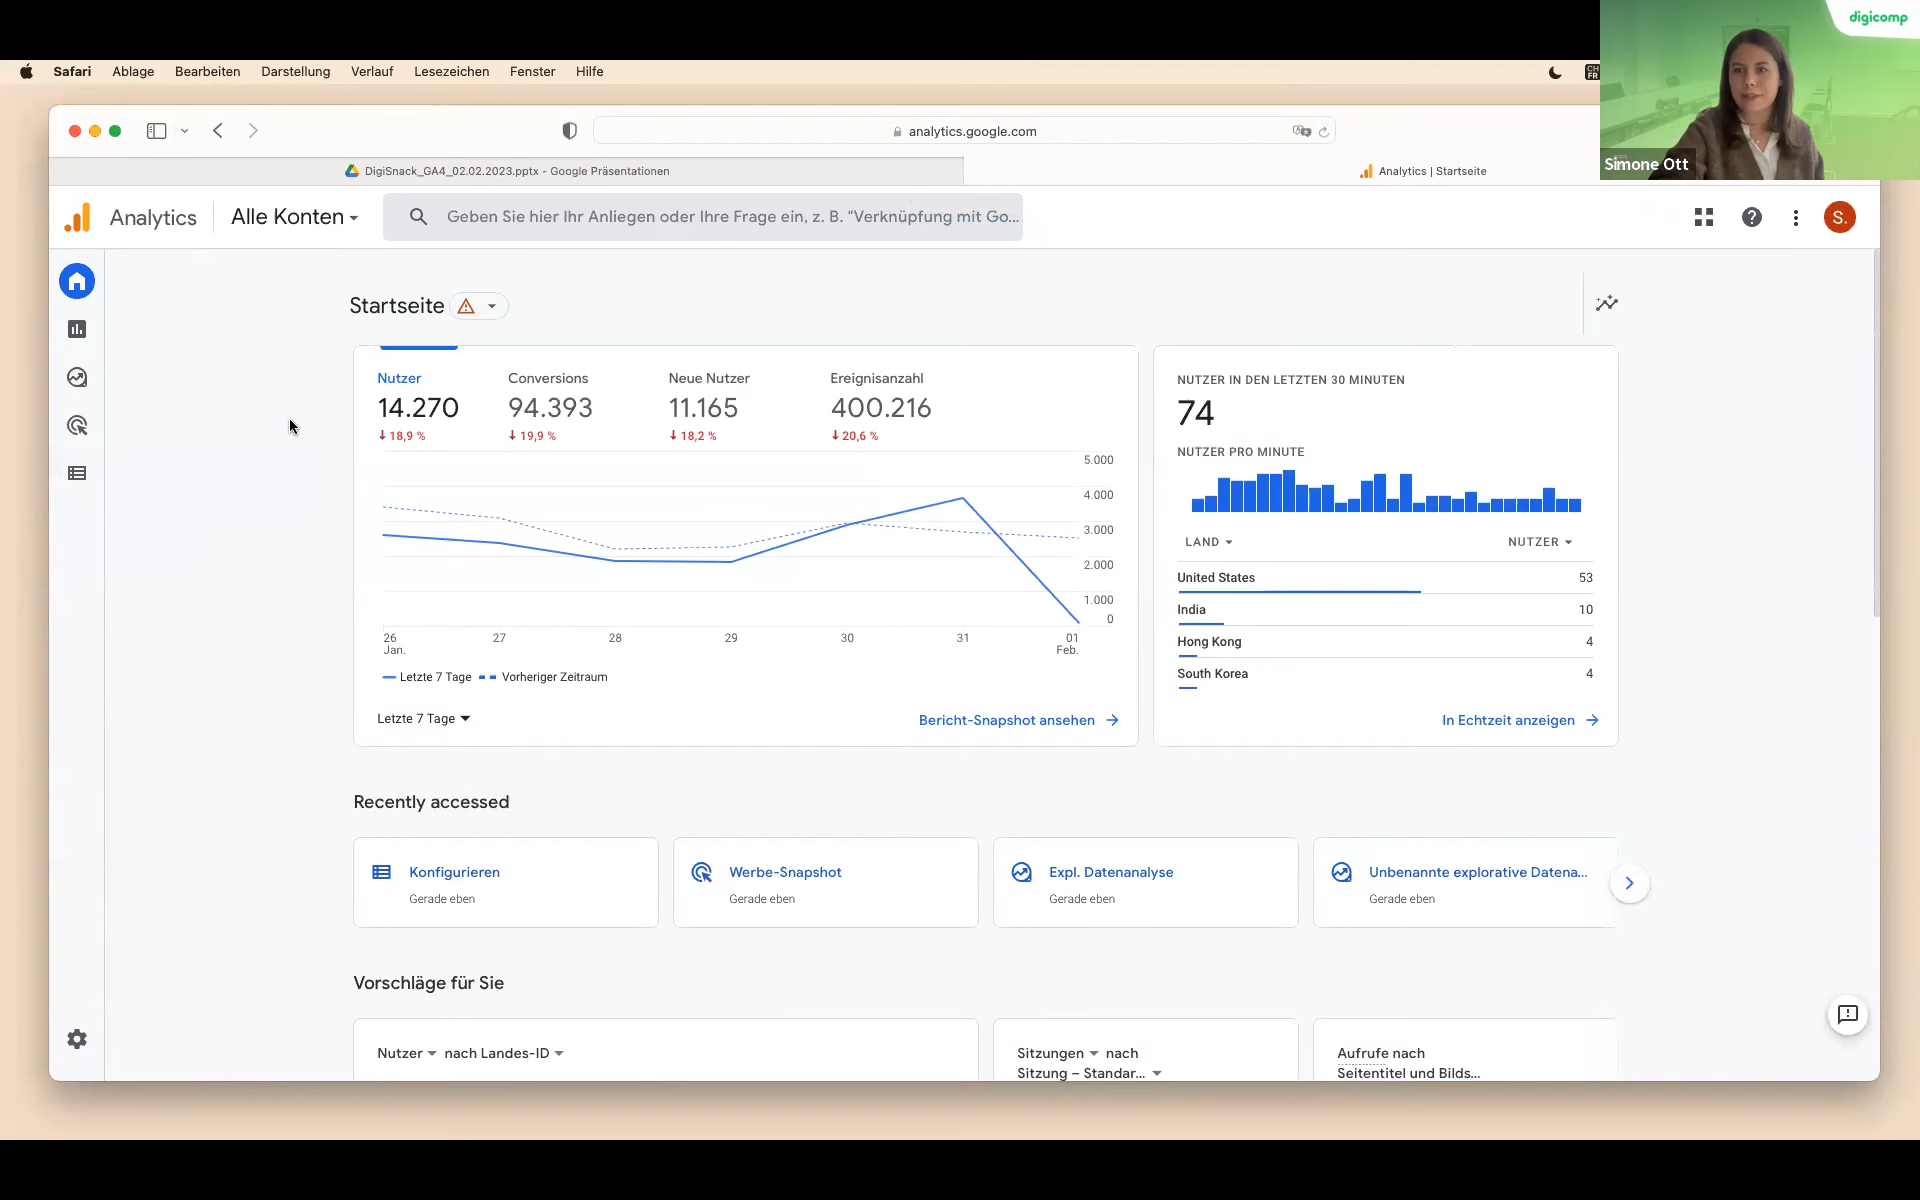 Safari Ablage Bearbeiten Darstellung Verlauf Lesezeichen Fenster Hilfe
CH
FR
digicomp
Simone Ott
analytics.google.com
DigiSnack_GA4_02.02.2023.pptx - Google Präsentationen
Analytics | Startseite
Analytics Alle Konten
Geben Sie hier Ihr Anliegen oder Ihre Frage ein, z. B. "Verknüpfung mit Go...
S.
Startseite
Nutzer Conversions Neue Nutzer Ereignisanzahl
14.270 94.393 11.165 400.216
18,9 % 19,9 % 18,2 % 20,6 %
5.000
4.000
3.000
2.000
1.000
0
26 27 28 29 30 31 01
Jan. Feb.
Letzte 7 Tage Vorheriger Zeitraum
Letzte 7 Tage
Bericht-Snapshot ansehen
NUTZER IN DEN LETZTEN 30 MINUTEN
74
NUTZER PRO MINUTE
LAND NUTZER
United States 53
India 10
Hong Kong 4
South Korea 4
In Echtzeit anzeigen
Recently accessed
Konfigurieren
Gerade eben
Werbe-Snapshot
Gerade eben
Expl. Datenanalyse
Gerade eben
Unbenannte explorative Datena...
Gerade eben
Vorschläge für Sie
Nutzer nach Landes-ID
Sitzungen nach
Sitzung – Standar...
Aufrufe nach
Seitentitel und Bilds...